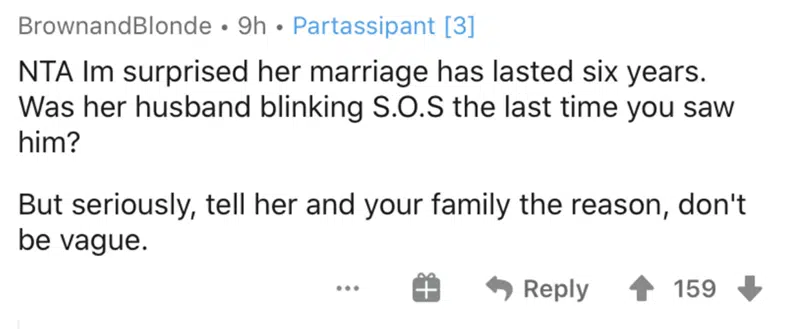 BrownandBlonde • 9h • Partassipant [3]
NTA Im surprised her marriage has lasted six years.
Was her husband blinking S.O.S the last time you saw
him?
But seriously, tell her and your family the reason, don't
be vague.
... Reply 159